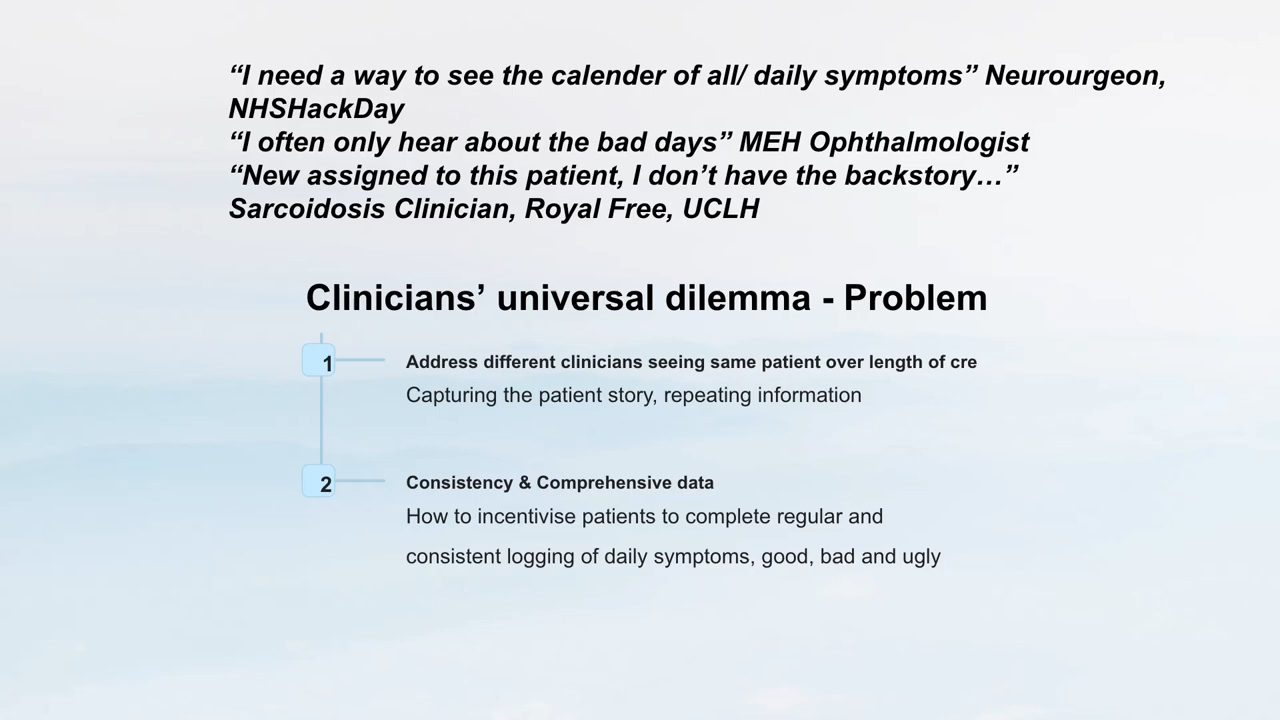 “I need a way to see the calender of all/ daily symptoms” Neurourgeon,
NHSHackDay
“I often only hear about the bad days” MEH Ophthalmologist
“New assigned to this patient, I don’t have the backstory…”
Sarcoidosis Clinician, Royal Free, UCLH
Clinicians’ universal dilemma - Problem
1
Address different clinicians seeing same patient over length of cre
Capturing the patient story, repeating information
2
Consistency & Comprehensive data
How to incentivise patients to complete regular and
consistent logging of daily symptoms, good, bad and ugly